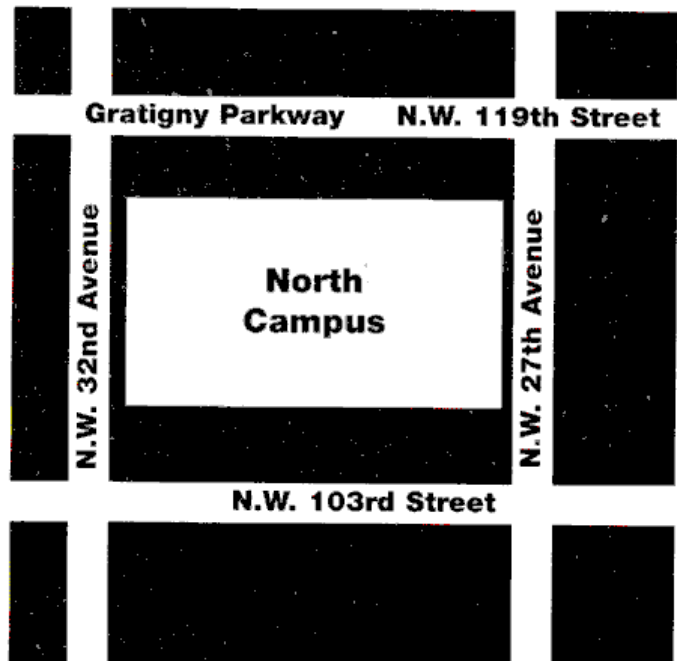 Gratigny Parkway N.W. 119th Street
N.W. 32nd Avenue
North
Campus
N.W. 27th Avenue
N.W. 103rd Street